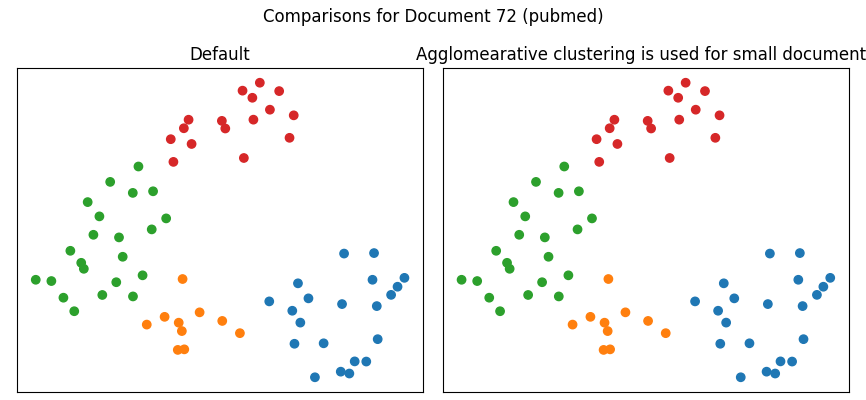 Comparisons for Document 72 (pubmed)
Default
Agglomearative clustering is used for small document